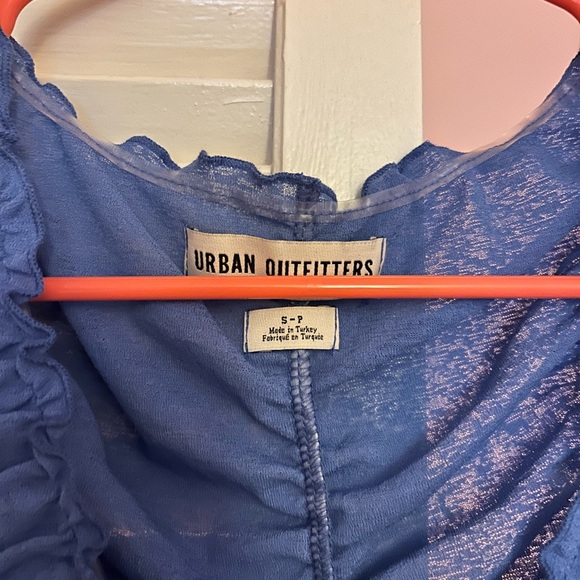 URBAN OUTFITTERS
S-P
Made in Turkey
Fabriqué en Turquie